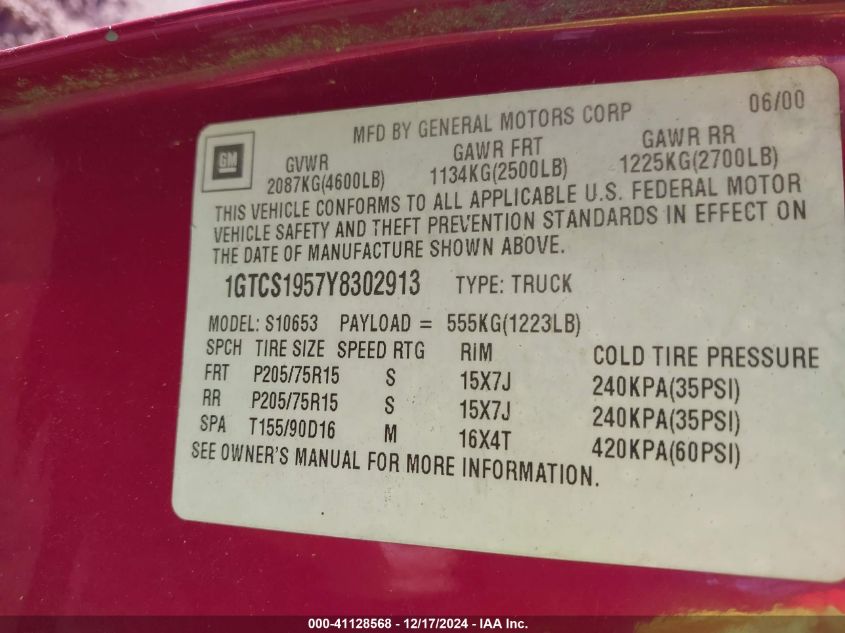 06/00
MFD BY GENERAL MOTORS CORP
GM
GVWR GAWR FRT GAWR RR
2087KG(4600LB) 1134KG(2500LB) 1225KG(2700LB)
THIS VEHICLE CONFORMS TO ALL APPLICABLE U.S. FEDERAL MOTOR
VEHICLE SAFETY AND THEFT PREVENTION STANDARDS IN EFFECT ON
THE DATE OF MANUFACTURE SHOWN ABOVE.
1GTCS1957Y8302913 TYPE: TRUCK
MODEL: S10653 PAYLOAD = 555KG(1223LB)
SPCH TIRE SIZE SPEED RTG RIM COLD TIRE PRESSURE
FRT P205/75R15 S 15X7J 240KPA(35PSI)
RR P205/75R15 S 15X7J 240KPA(35PSI)
SPA T155/90D16 M 16X4T 420KPA(60PSI)
SEE OWNER'S MANUAL FOR MORE INFORMATION.
000-41128568 - 12/17/2024 - IAA Inc.